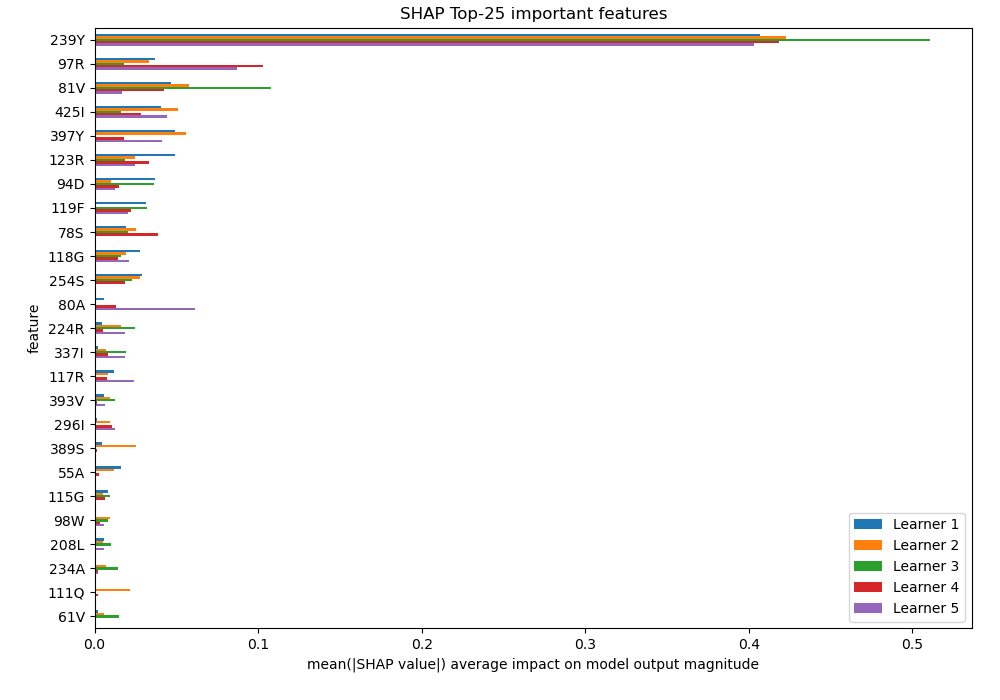 SHAP Top-25 important features
239Y
97R
81V
425I
397Y
123R
94D
119F
78S
118G
254S
80A
224R
337I
117R
393V
296I
389S
55A
115G
98W
208L
234A
111Q
61V
feature
Learner 1
Learner 2
Learner 3
Learner 4
Learner 5
0.0 0.1 0.2 0.3 0.4 0.5
mean(|SHAP value|) average impact on model output magnitude